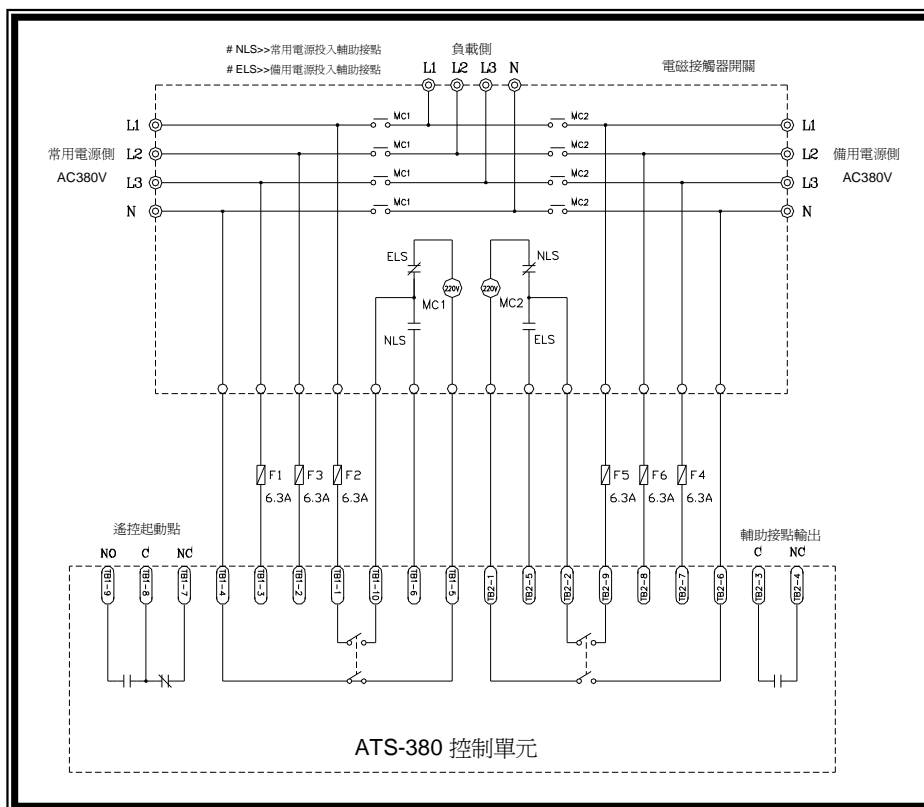 # NLS>>常用電源投入輔助接點
負載側
# ELS>>備用電源投入輔助接點
L1 L2 L3 N
電磁接觸器開關
L1 MC1 MC2 L1
常用電源側 L2 MC1 MC2 L2 備用電源側
AC380V L3 MC1 MC2 L3 AC380V
N MC1 MC2 N
ELS NLS
220V 220V
MC1 MC2
NLS ELS
F1 F3 F2 F5 F6 F4
6.3A 6.3A 6.3A 6.3A 6.3A 6.3A
遙控起動點 輔助接點輸出
NO C NC C NC
TB1-9 TB1-8 TB1-7 TB1-4 TB1-3 TB1-2 TB1-1 TB1-10 TB1-6 TB1-5 TB2-1 TB2-5 TB2-2 TB2-9 TB2-8 TB2-7 TB2-6 TB2-3 TB2-4
ATS-380 控制單元